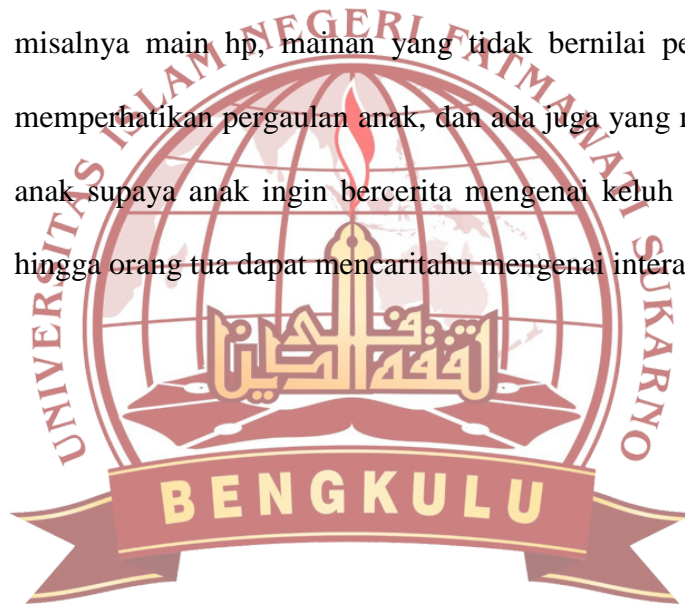 misalnya main hp, mainan yang tidak bernilai pe
memperhatikan pergaulan anak, dan ada juga yang
anak supaya anak ingin bercerita mengenai keluh
hingga orang tua dapat mencaritahu mengenai intera
UNIVERSITAS ISLAM NEGERI FATMAWATI SUKARNO
BENGKULU